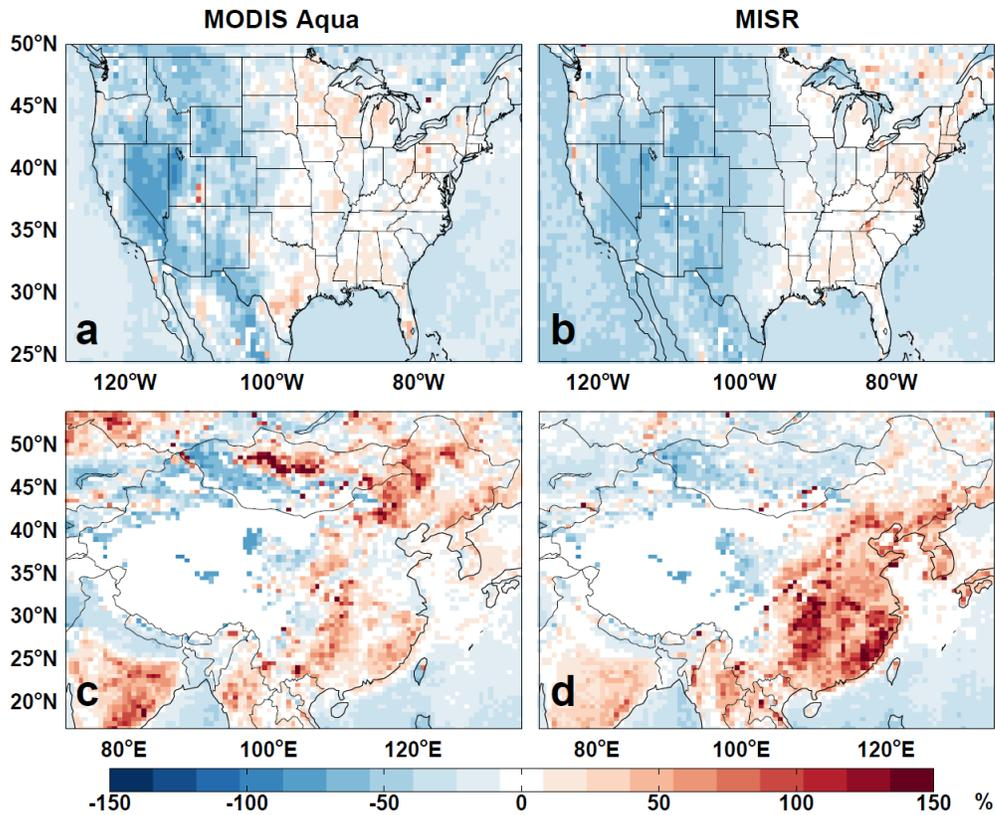 MODIS Aqua MISR
50°N
45°N
40°N
35°N
30°N
25°N
a b
120°W 100°W 80°W 120°W 100°W 80°W
50°N
45°N
40°N
35°N
30°N
25°N
20°N
c d
80°E 100°E 120°E 80°E 100°E 120°E
-150 -100 -50 0 50 100 150 %